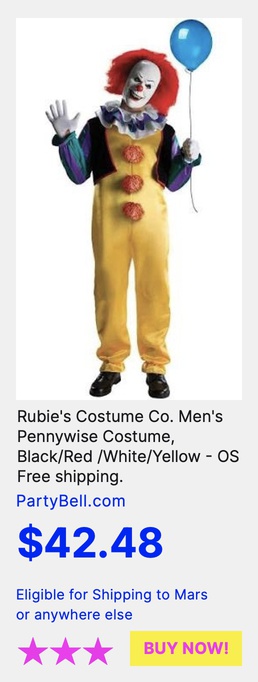 Rubie's Costume Co. Men's
Pennywise Costume,
Black/Red /White/Yellow - OS
Free shipping.
PartyBell.com
$42.48
Eligible for Shipping to Mars
or anywhere else
BUY NOW!